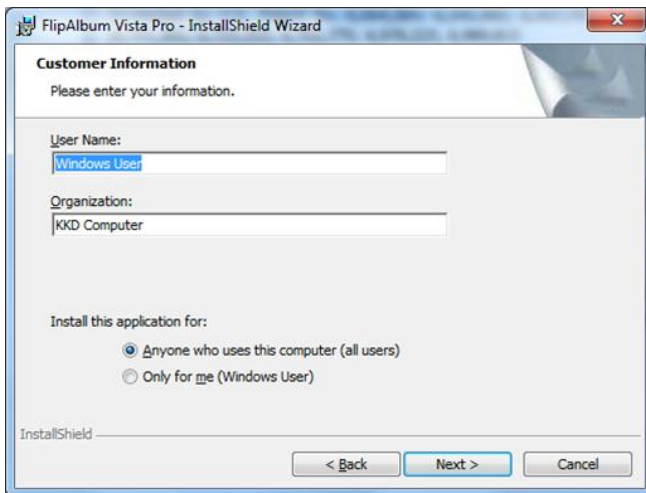 FlipAlbum Vista Pro - InstallShield Wizard
Customer Information
Please enter your information.
User Name:
Windows User
Organization:
KKD Computer
Install this application for:
Anyone who uses this computer (all users)
Only for me (Windows User)
InstallShield
< Back
Next >
Cancel